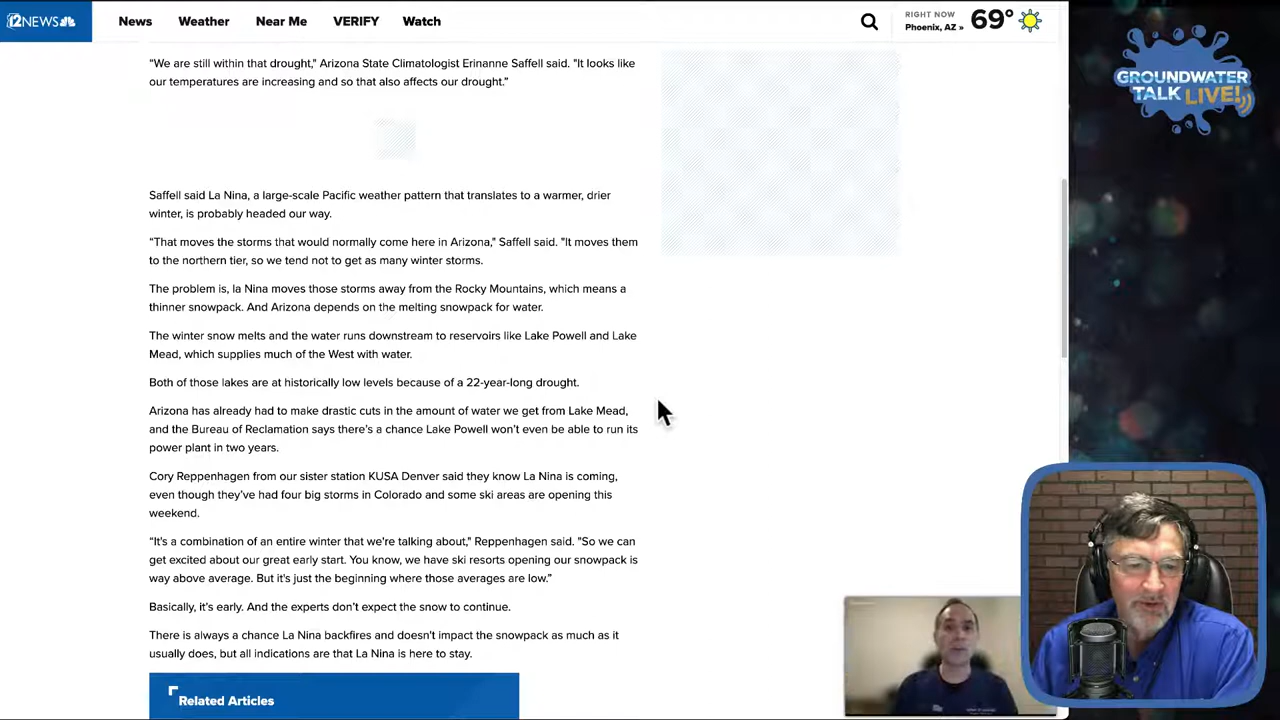 12NEWS
News
Weather
Near Me
VERIFY
Watch
RIGHT NOW
Phoenix, AZ »
69°
GROUNDWATER
TALK LIVE!
“We are still within that drought," Arizona State Climatologist Erinanne Saffell said. "It looks like
our temperatures are increasing and so that also affects our drought.”
Saffell said La Nina, a large-scale Pacific weather pattern that translates to a warmer, drier
winter, is probably headed our way.
“That moves the storms that would normally come here in Arizona," Saffell said. "It moves them
to the northern tier, so we tend not to get as many winter storms.
The problem is, la Nina moves those storms away from the Rocky Mountains, which means a
thinner snowpack. And Arizona depends on the melting snowpack for water.
The winter snow melts and the water runs downstream to reservoirs like Lake Powell and Lake
Mead, which supplies much of the West with water.
Both of those lakes are at historically low levels because of a 22-year-long drought.
Arizona has already had to make drastic cuts in the amount of water we get from Lake Mead,
and the Bureau of Reclamation says there’s a chance Lake Powell won’t even be able to run its
power plant in two years.
Cory Reppenhagen from our sister station KUSA Denver said they know La Nina is coming,
even though they’ve had four big storms in Colorado and some ski areas are opening this
weekend.
“It's a combination of an entire winter that we're talking about," Reppenhagen said. "So we can
get excited about our great early start. You know, we have ski resorts opening our snowpack is
way above average. But it's just the beginning where those averages are low.”
Basically, it’s early. And the experts don’t expect the snow to continue.
There is always a chance La Nina backfires and doesn't impact the snowpack as much as it
usually does, but all indications are that La Nina is here to stay.
Related Articles